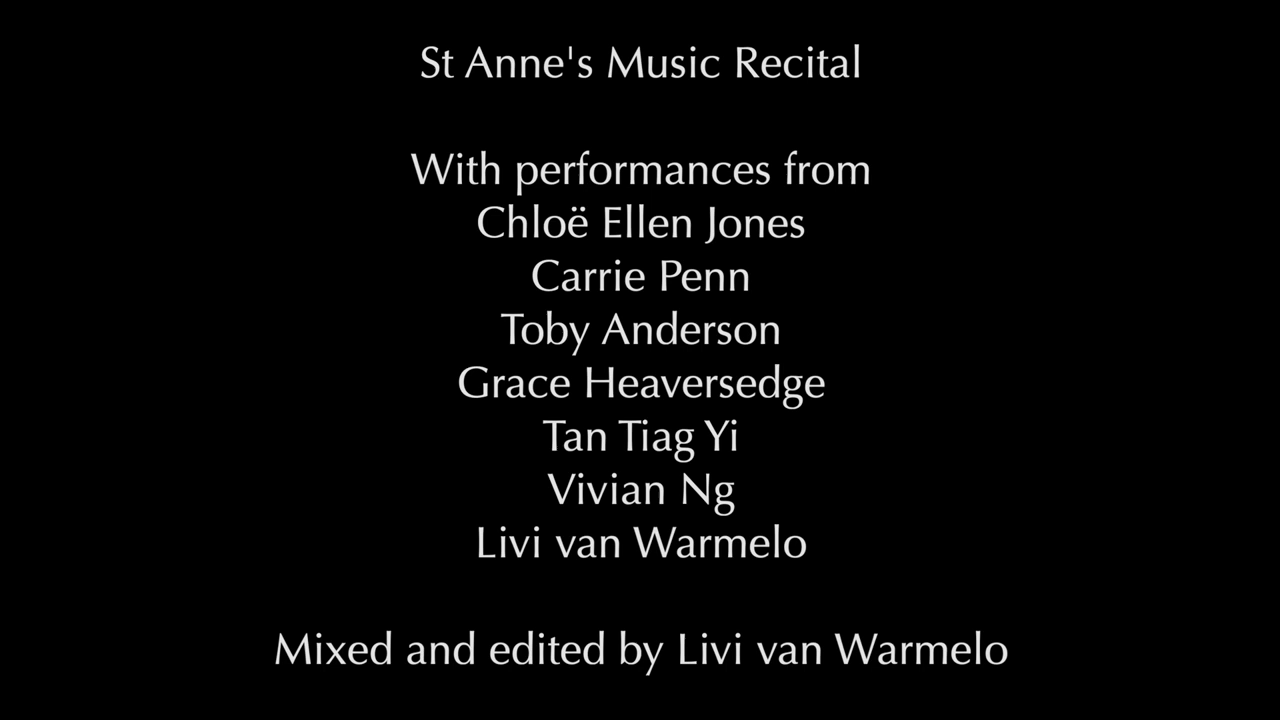 St Anne's Music Recital
With performances from
Chloë Ellen Jones
Carrie Penn
Toby Anderson
Grace Heaversedge
Tan Tiag Yi
Vivian Ng
Livi van Warmelo
Mixed and edited by Livi van Warmelo